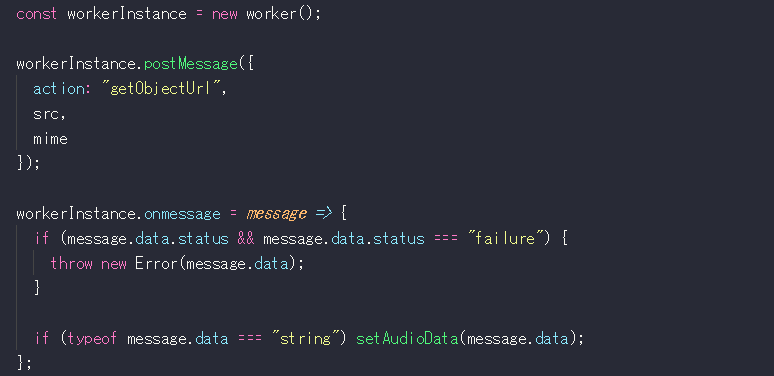 const workerInstance = new worker();
workerInstance.postMessage({
action: "getObjectUrl",
src,
mime
});
workerInstance.onmessage = message => {
if (message.data.status && message.data.status === "failure") {
throw new Error(message.data);
}
if (typeof message.data === "string") setAudioData(message.data);
};